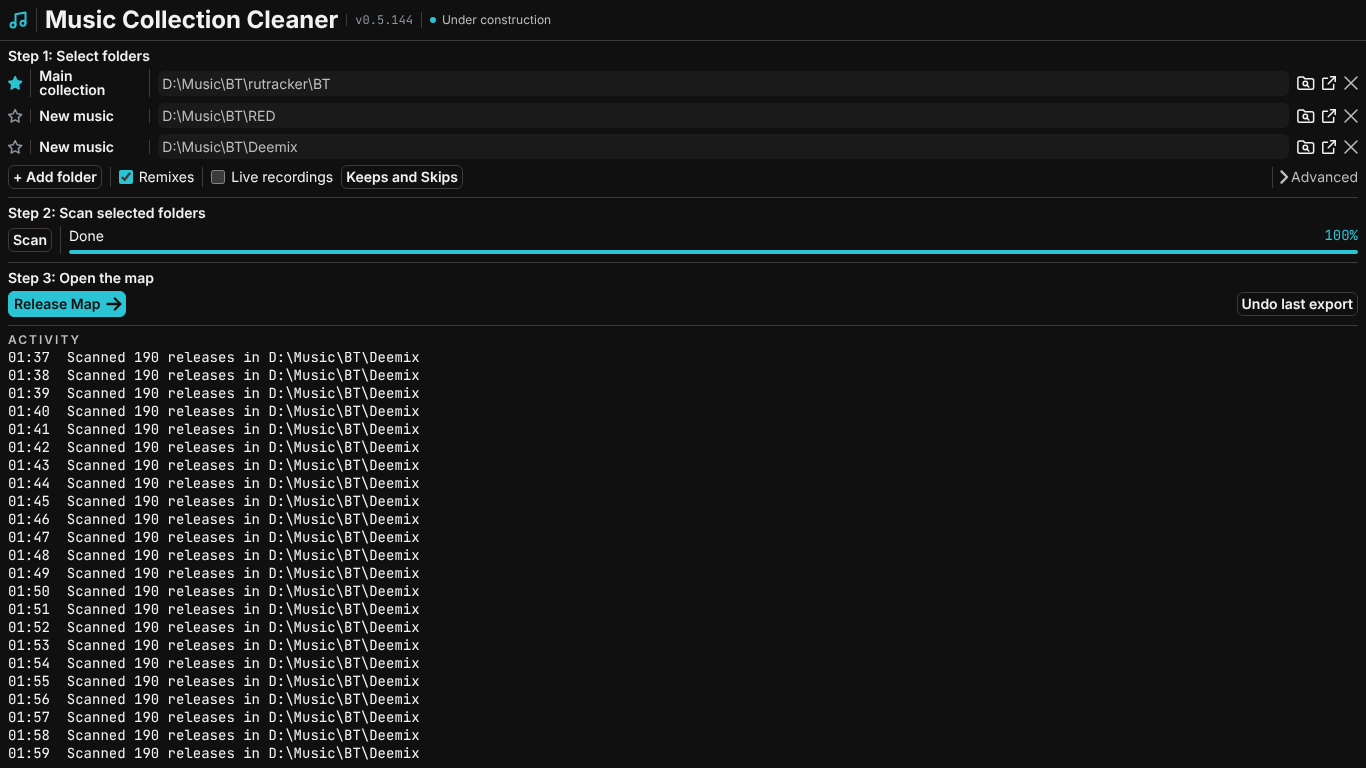 Music Collection Cleaner v0.5.144 Under construction
Step 1: Select folders
Main collection D:\Music\BT\rutracker\BT
New music D:\Music\BT\RED
New music D:\Music\BT\Deemix
+ Add folder Remixes Live recordings Keeps and Skips Advanced
Step 2: Scan selected folders
Scan Done 100%
Step 3: Open the map
Release Map Undo last export
ACTIVITY
01:37 Scanned 190 releases in D:\Music\BT\Deemix
01:38 Scanned 190 releases in D:\Music\BT\Deemix
01:39 Scanned 190 releases in D:\Music\BT\Deemix
01:40 Scanned 190 releases in D:\Music\BT\Deemix
01:41 Scanned 190 releases in D:\Music\BT\Deemix
01:42 Scanned 190 releases in D:\Music\BT\Deemix
01:43 Scanned 190 releases in D:\Music\BT\Deemix
01:44 Scanned 190 releases in D:\Music\BT\Deemix
01:45 Scanned 190 releases in D:\Music\BT\Deemix
01:46 Scanned 190 releases in D:\Music\BT\Deemix
01:47 Scanned 190 releases in D:\Music\BT\Deemix
01:48 Scanned 190 releases in D:\Music\BT\Deemix
01:49 Scanned 190 releases in D:\Music\BT\Deemix
01:50 Scanned 190 releases in D:\Music\BT\Deemix
01:51 Scanned 190 releases in D:\Music\BT\Deemix
01:52 Scanned 190 releases in D:\Music\BT\Deemix
01:53 Scanned 190 releases in D:\Music\BT\Deemix
01:54 Scanned 190 releases in D:\Music\BT\Deemix
01:55 Scanned 190 releases in D:\Music\BT\Deemix
01:56 Scanned 190 releases in D:\Music\BT\Deemix
01:57 Scanned 190 releases in D:\Music\BT\Deemix
01:58 Scanned 190 releases in D:\Music\BT\Deemix
01:59 Scanned 190 releases in D:\Music\BT\Deemix